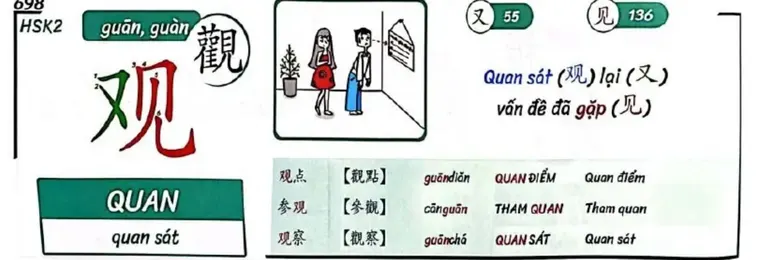 698
HSK2
guān, guàn
觀
观
QUAN
quan sát
又 55
见 136
Quan sát (观) lại (又)
vấn đề đã gặp (见)
观点 【觀點】 guāndiǎn QUAN ĐIỂM Quan điểm
参观 【參觀】 cānguān THAM QUAN Tham quan
观察 【觀察】 guānchá QUAN SÁT Quan sát